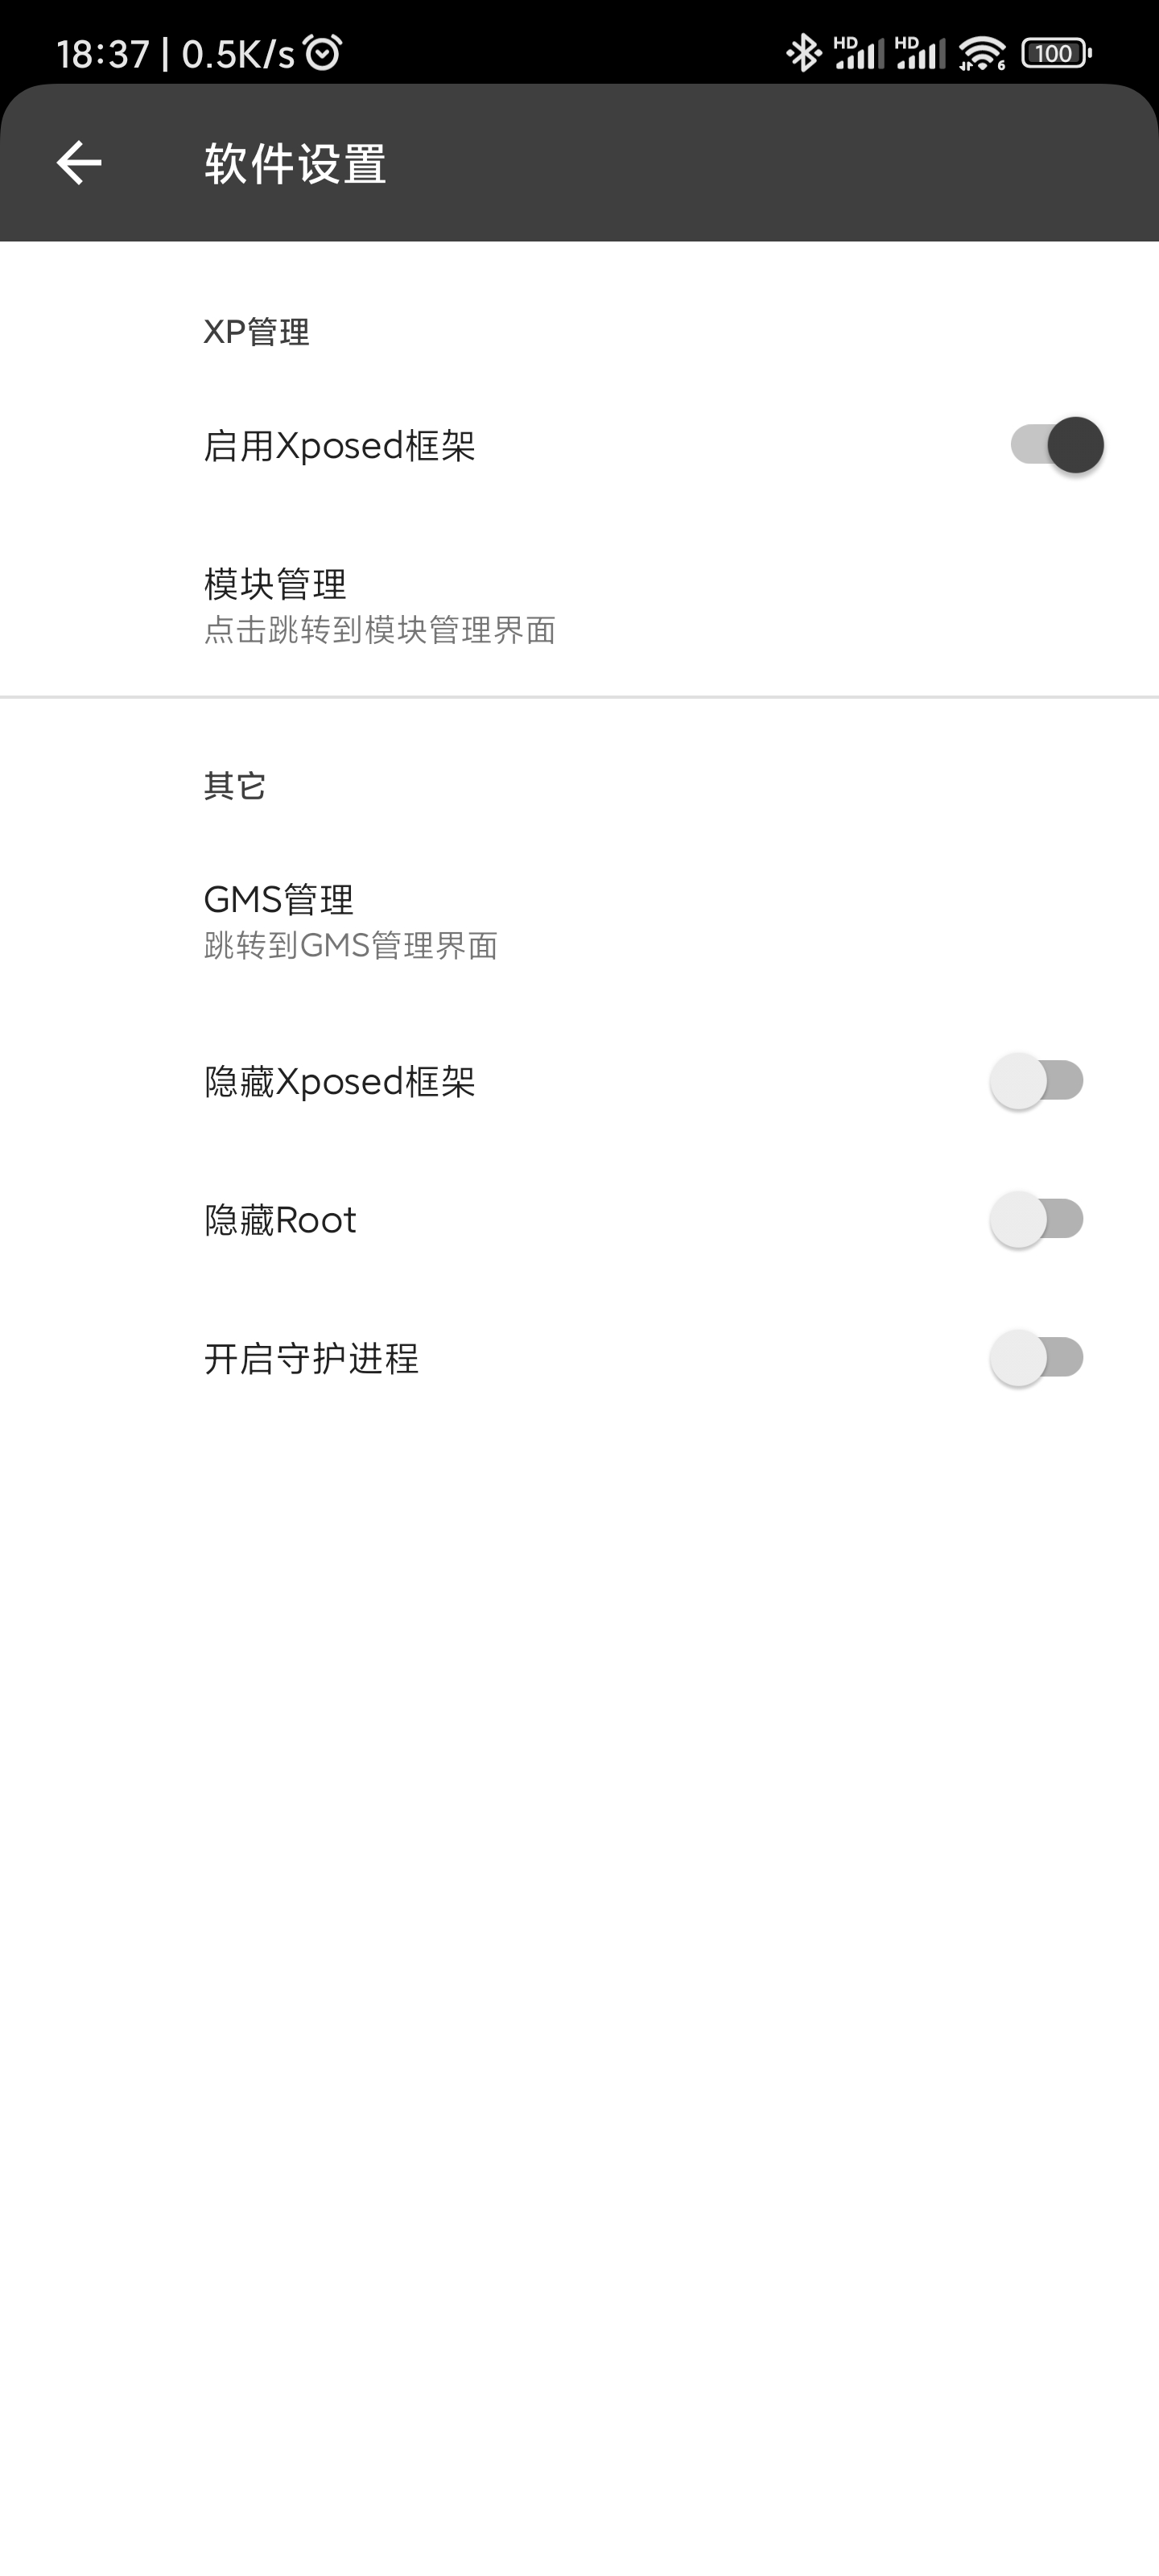 18:37 | 0.5K/s
HD HD 6 100
软件设置
XP管理
启用Xposed框架
模块管理
点击跳转到模块管理界面
其它
GMS管理
跳转到GMS管理界面
隐藏Xposed框架
隐藏Root
开启守护进程